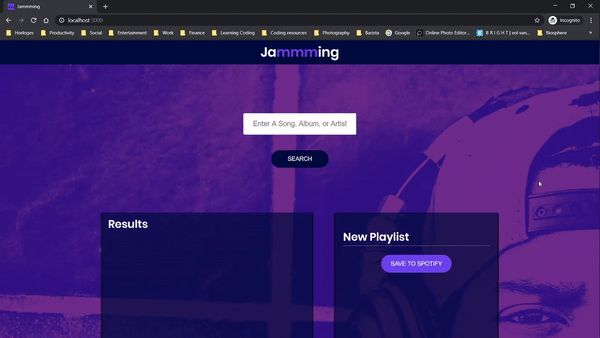 Jammming
localhost:3000
Incognito
Horloges Productivity Social Entertainment Work Finance Learning Coding Coding resources Photography Barista Google Online Photo Editor... B R I G H T | vol van... Biosphere
Jammming
Enter A Song, Album, or Artist
SEARCH
Results
New Playlist
SAVE TO SPOTIFY